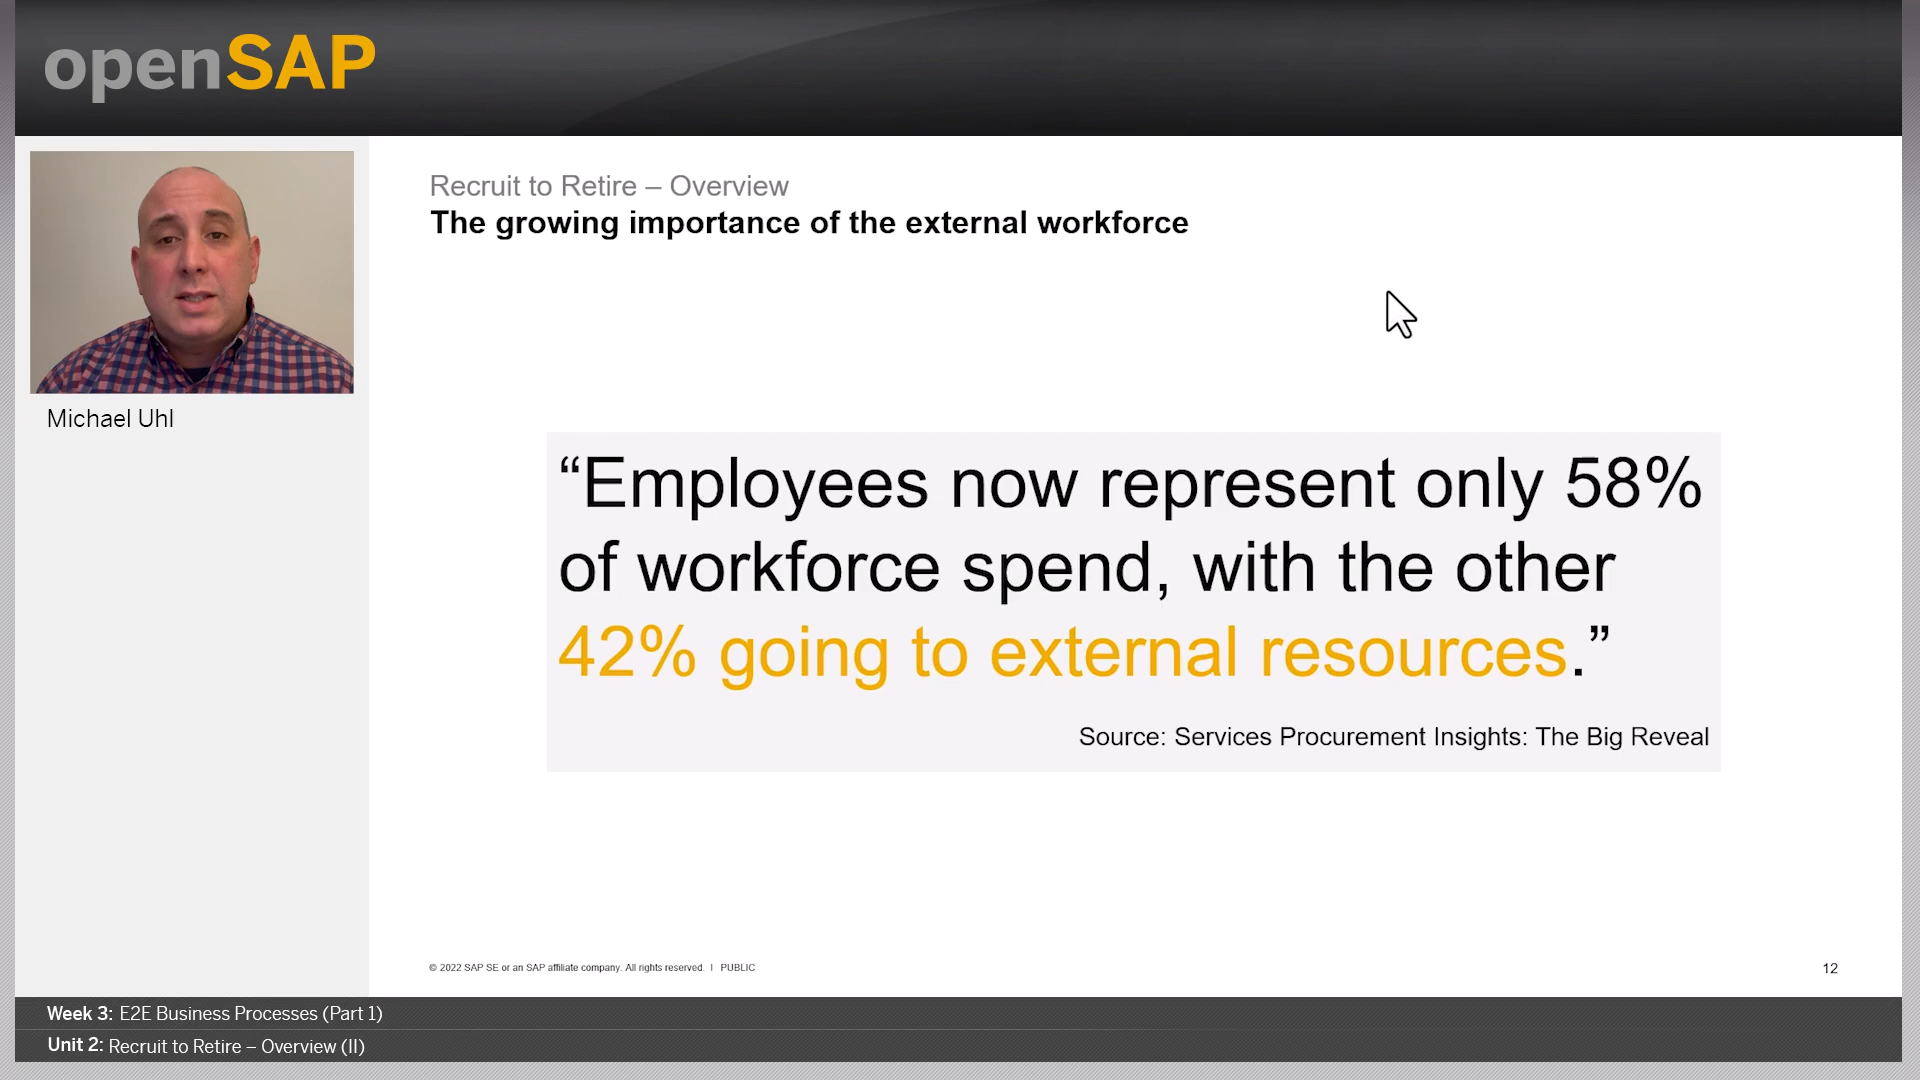 openSAP
Michael Uhl
Recruit to Retire – Overview
The growing importance of the external workforce
“Employees now represent only 58%
of workforce spend, with the other
42% going to external resources.”
Source: Services Procurement Insights: The Big Reveal
© 2022 SAP SE or an SAP affiliate company. All rights reserved. I PUBLIC
12
Week 3: E2E Business Processes (Part 1)
Unit 2: Recruit to Retire – Overview (II)